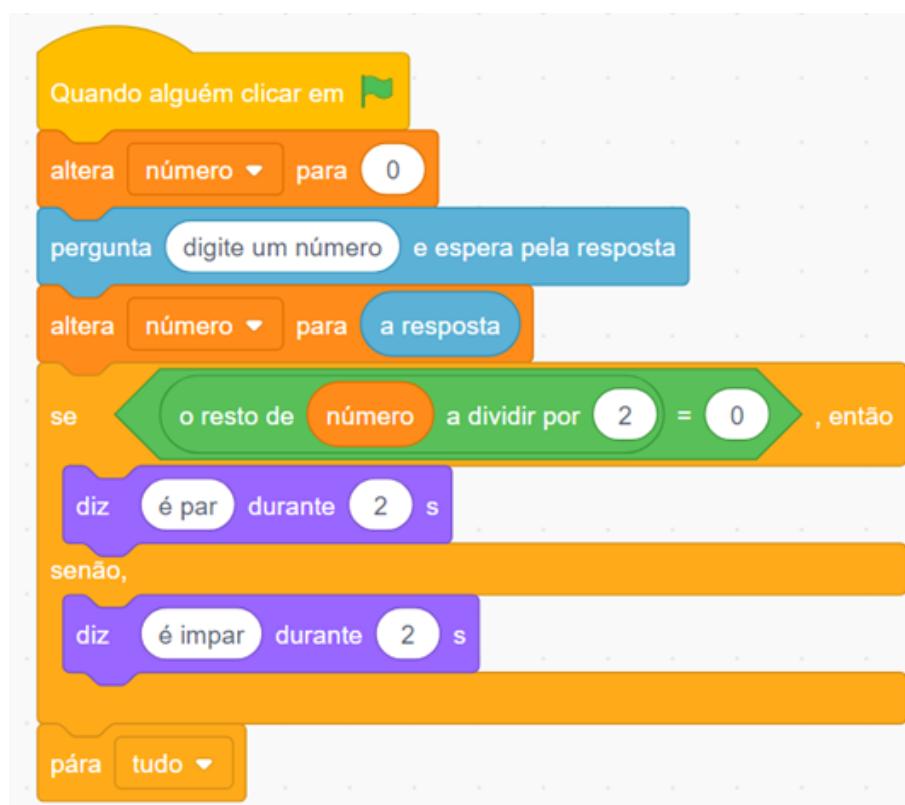 Quando alguém clicar em
altera número para 0
pergunta digite um número e espera pela resposta
altera número para a resposta
se o resto de número a dividir por 2 = 0 , então
diz é par durante 2 s
senão,
diz é impar durante 2 s
pára tudo